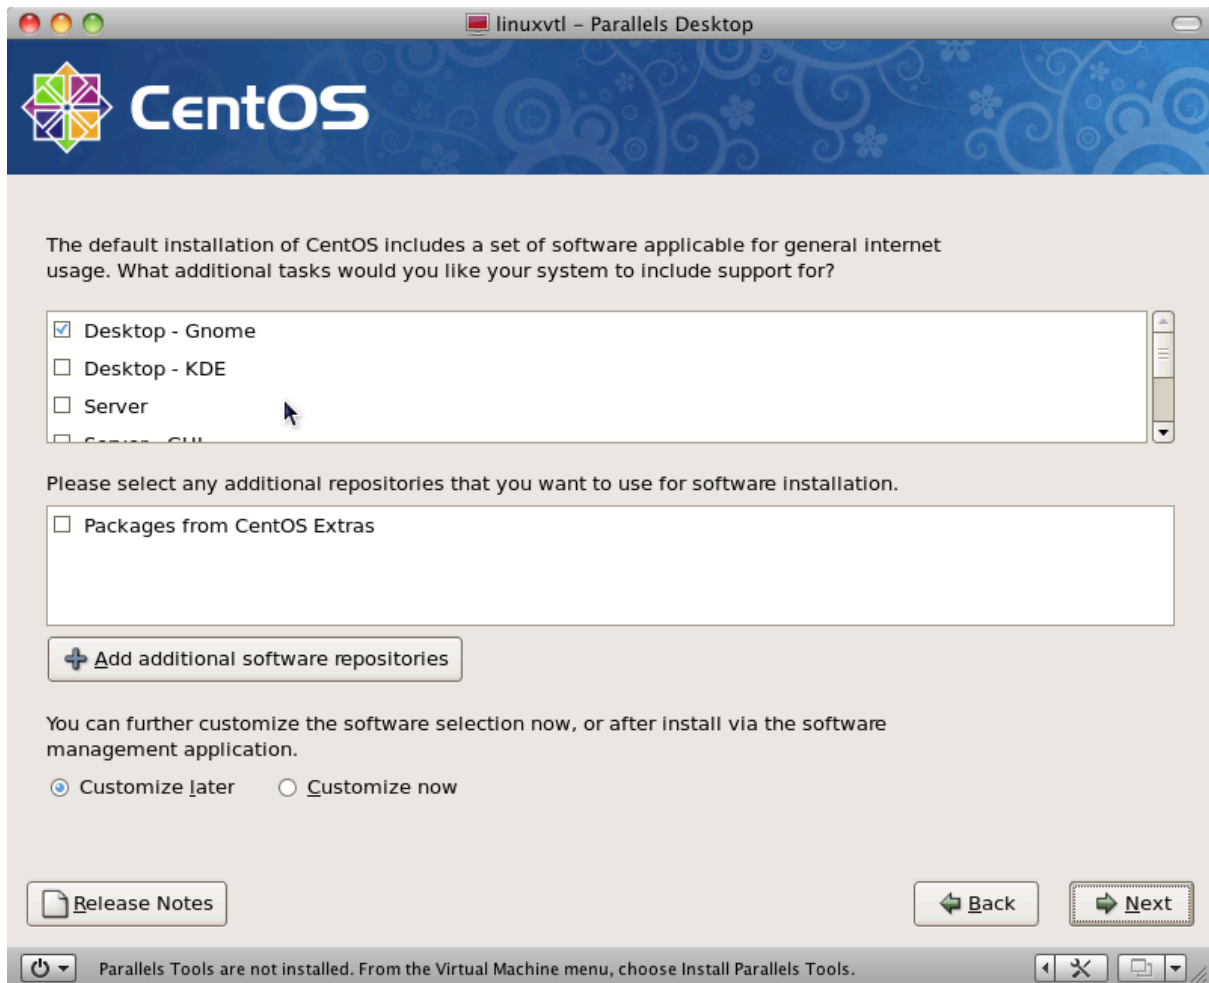 linuxvtl – Parallels Desktop
CentOS
The default installation of CentOS includes a set of software applicable for general internet
usage. What additional tasks would you like your system to include support for?
Desktop - Gnome
Desktop - KDE
Server
Server - GUI
Please select any additional repositories that you want to use for software installation.
Packages from CentOS Extras
Add additional software repositories
You can further customize the software selection now, or after install via the software
management application.
Customize later Customize now
Release Notes Back Next
Parallels Tools are not installed. From the Virtual Machine menu, choose Install Parallels Tools.